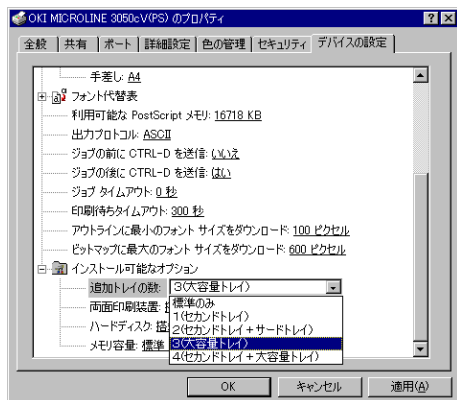 OKI MICROLINE 3050cV(PS) のプロパティ
全般 共有 ポート 詳細設定 色の管理 セキュリティ デバイスの設定
手差し: A4
フォント代替表
利用可能な PostScript メモリ: 16718 KB
出力プロトコル: ASCII
ジョブの前に CTRL-D を送信: いいえ
ジョブの後に CTRL-D を送信: はい
ジョブ タイムアウト: 0 秒
印刷待ちタイムアウト: 300 秒
アウトラインに最小のフォント サイズをダウンロード: 100 ピクセル
ビットマップに最大のフォント サイズをダウンロード: 600 ピクセル
インストール可能なオプション
追加トレイの数: 3(大容量トレイ)
標準のみ
両面印刷装置:
1(セカンドトレイ)
2(セカンドトレイ+サードトレイ)
ハードディスク:
3(大容量トレイ)
メモリ容量: 標準
4(セカンドトレイ+大容量トレイ)
OK キャンセル 適用(A)